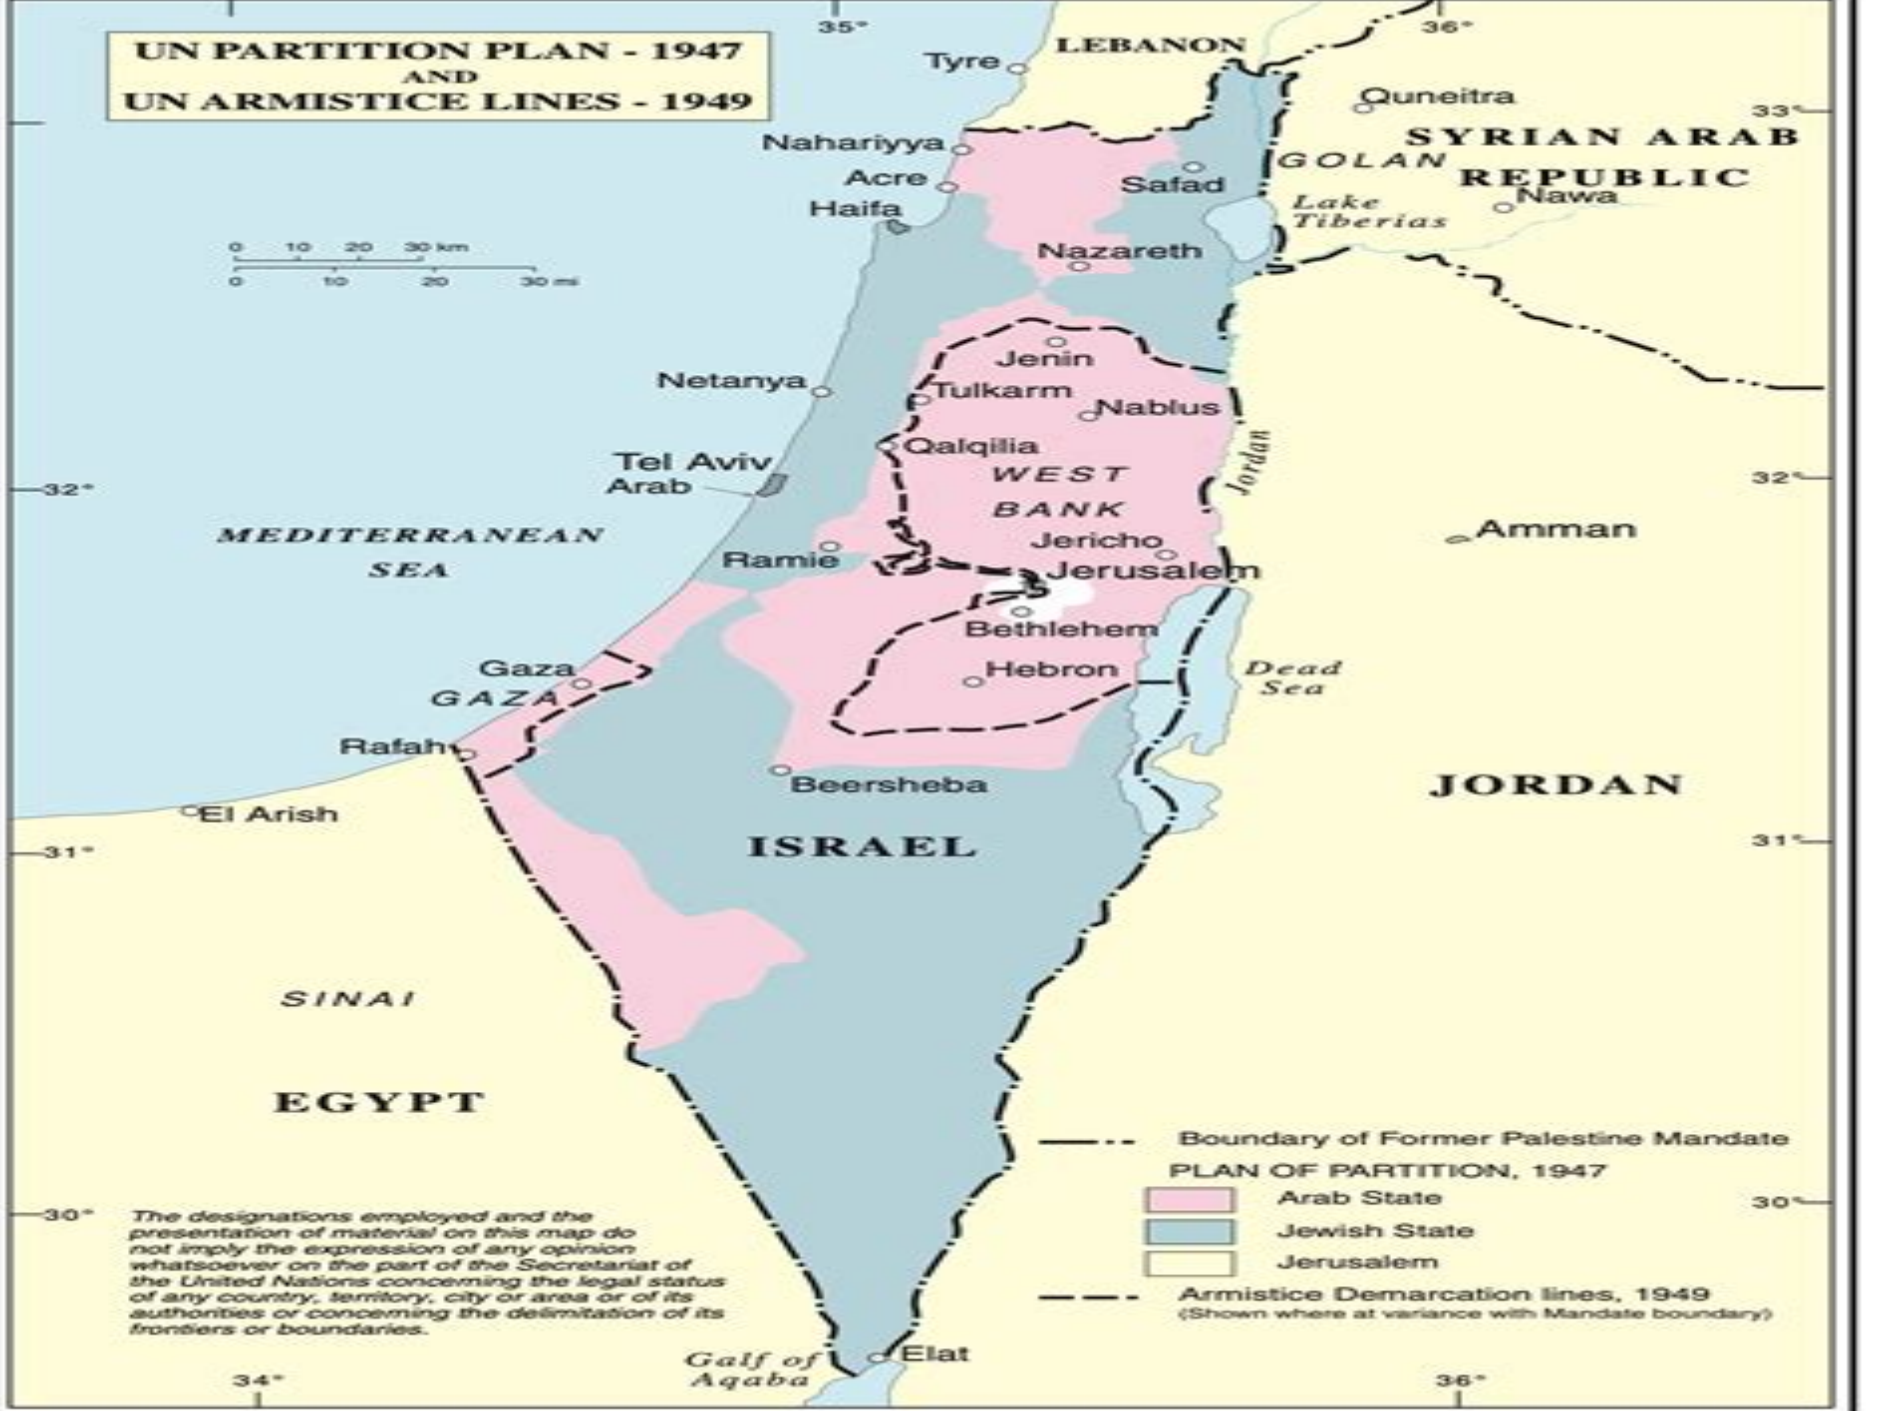 UN PARTITION PLAN - 1947
AND
UN ARMISTICE LINES - 1949
35°
36°
LEBANON
Tyre
Quneitra
33°
SYRIAN ARAB
REPUBLIC
Nahariyya
GOLAN
Acre
Safad
Nawa
Haifa
Lake
Tiberias
0 10 20 30 km
0 10 20 30 mi
Nazareth
Jenin
Netanya
Tulkarm
Nablus
Qalqilia
Jordan
Tel Aviv
Arab
WEST
BANK
32°
32°
MEDITERRANEAN
SEA
Amman
Jericho
Ramie
Jerusalem
Bethlehem
Gaza
GAZA
Hebron
Dead
Sea
Rafah
Beersheba
JORDAN
El Arish
ISRAEL
31°
31°
SINAI
EGYPT
Boundary of Former Palestine Mandate
PLAN OF PARTITION, 1947
Arab State
Jewish State
Jerusalem
Armistice Demarcation lines, 1949
(Shown where at variance with Mandate boundary)
30°
30°
The designations employed and the
presentation of material on this map do
not imply the expression of any opinion
whatsoever on the part of the Secretariat of
the United Nations concerning the legal status
of any country, territory, city or area or of its
authorities or concerning the delimitation of its
frontiers or boundaries.
Galf of
Aqaba
Elat
34°
36°